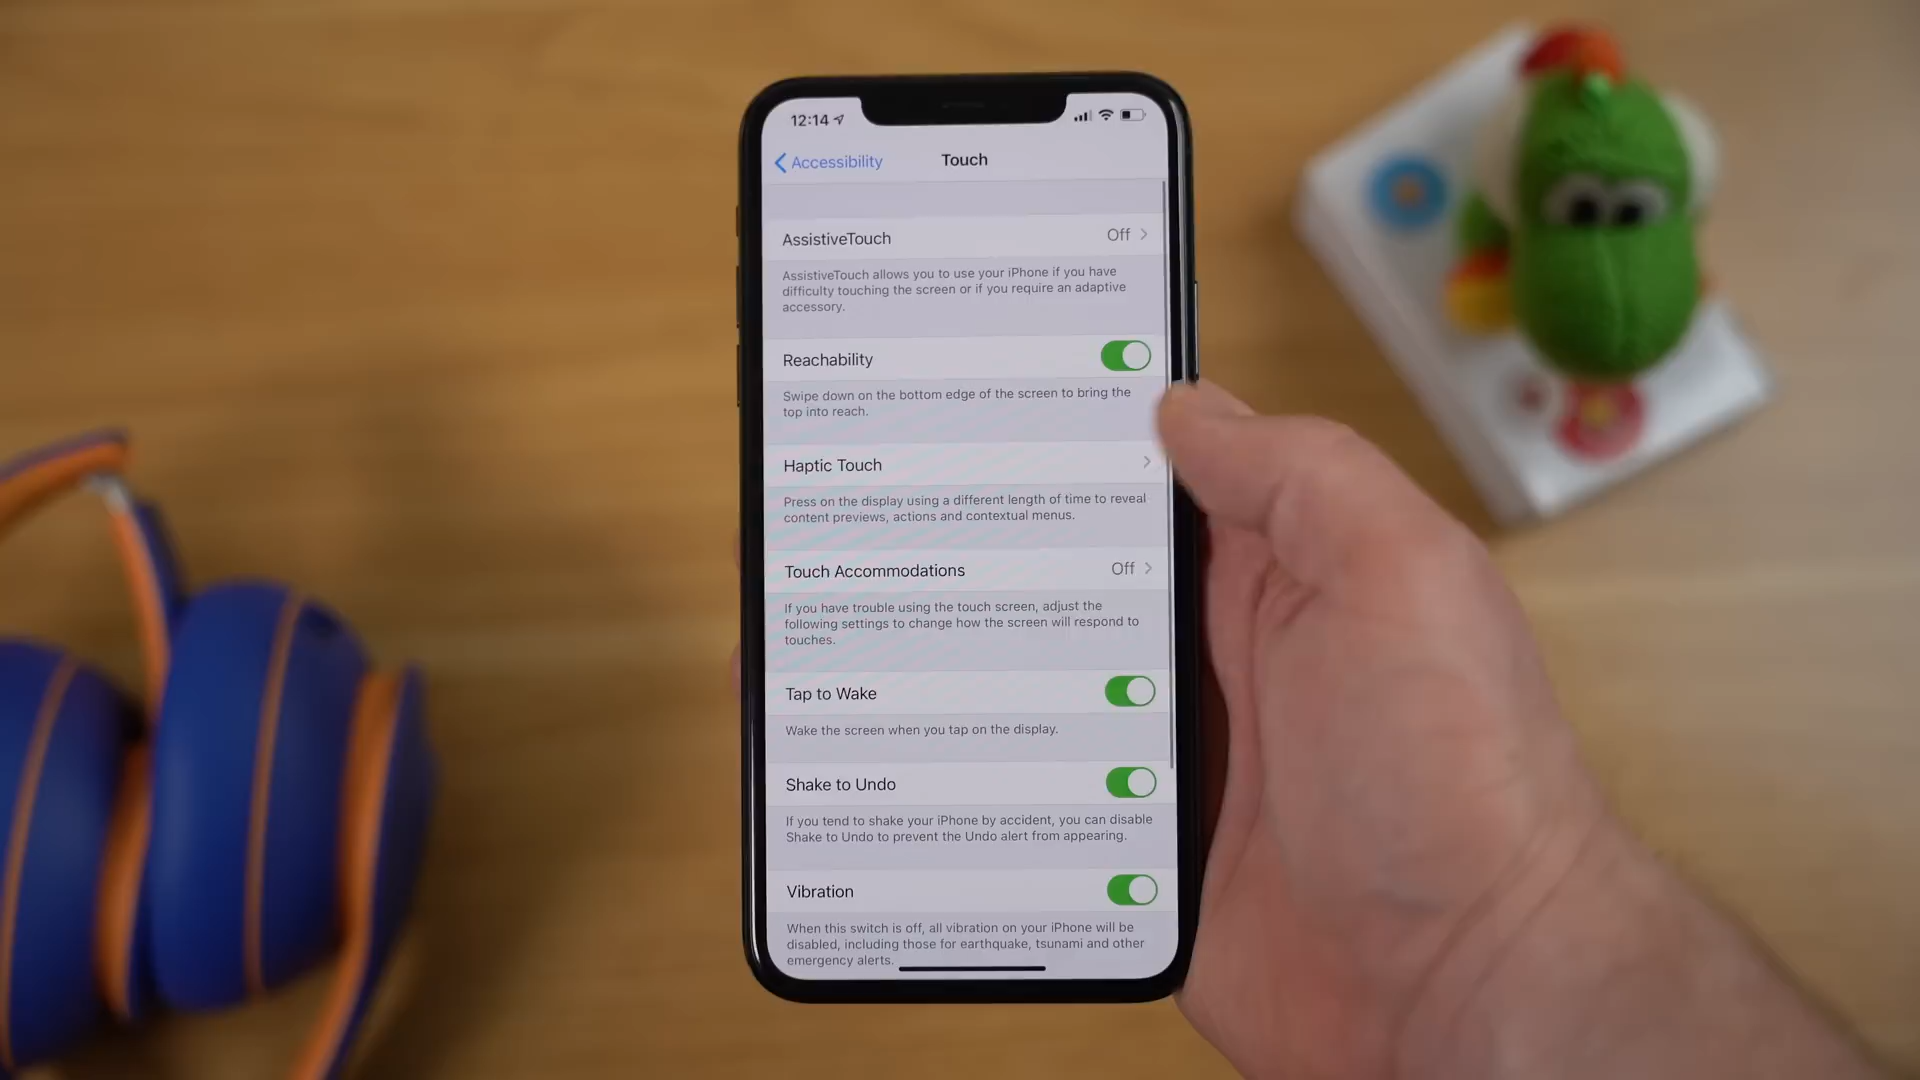 12:14
Accessibility
Touch
AssistiveTouch
Off
AssistiveTouch allows you to use your iPhone if you have
difficulty touching the screen or if you require an adaptive
accessory.
Reachability
Swipe down on the bottom edge of the screen to bring the
top into reach.
Haptic Touch
Press on the display using a different length of time to reveal
content previews, actions and contextual menus.
Touch Accommodations
Off
If you have trouble using the touch screen, adjust the
following settings to change how the screen will respond to
touches.
Tap to Wake
Wake the screen when you tap on the display.
Shake to Undo
If you tend to shake your iPhone by accident, you can disable
Shake to Undo to prevent the Undo alert from appearing.
Vibration
When this switch is off, all vibration on your iPhone will be
disabled, including those for earthquake, tsunami and other
emergency alerts.